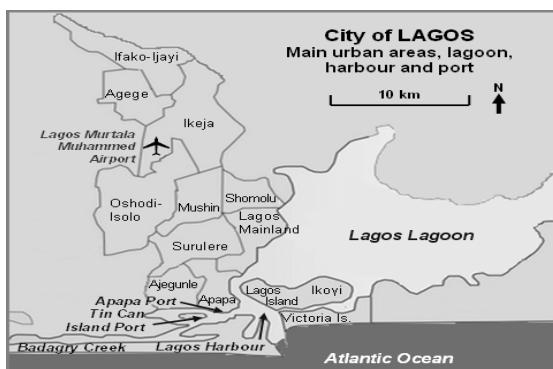 City of LAGOS
Main urban areas, lagoon,
harbour and port
10 km
N
Ifako-Ijayi
Agege
Ikeja
Lagos Murtala
Muhammed
Airport
Oshodi-
Isolo
Mushin
Shomolu
Lagos
Mainland
Surulere
Lagos Lagoon
Ajegunle
Apapa
Lagos
Island
Ikoyi
Victoria Is.
Apapa Port
Tin Can
Island Port
Badagry Creek
Lagos Harbour
Atlantic Ocean